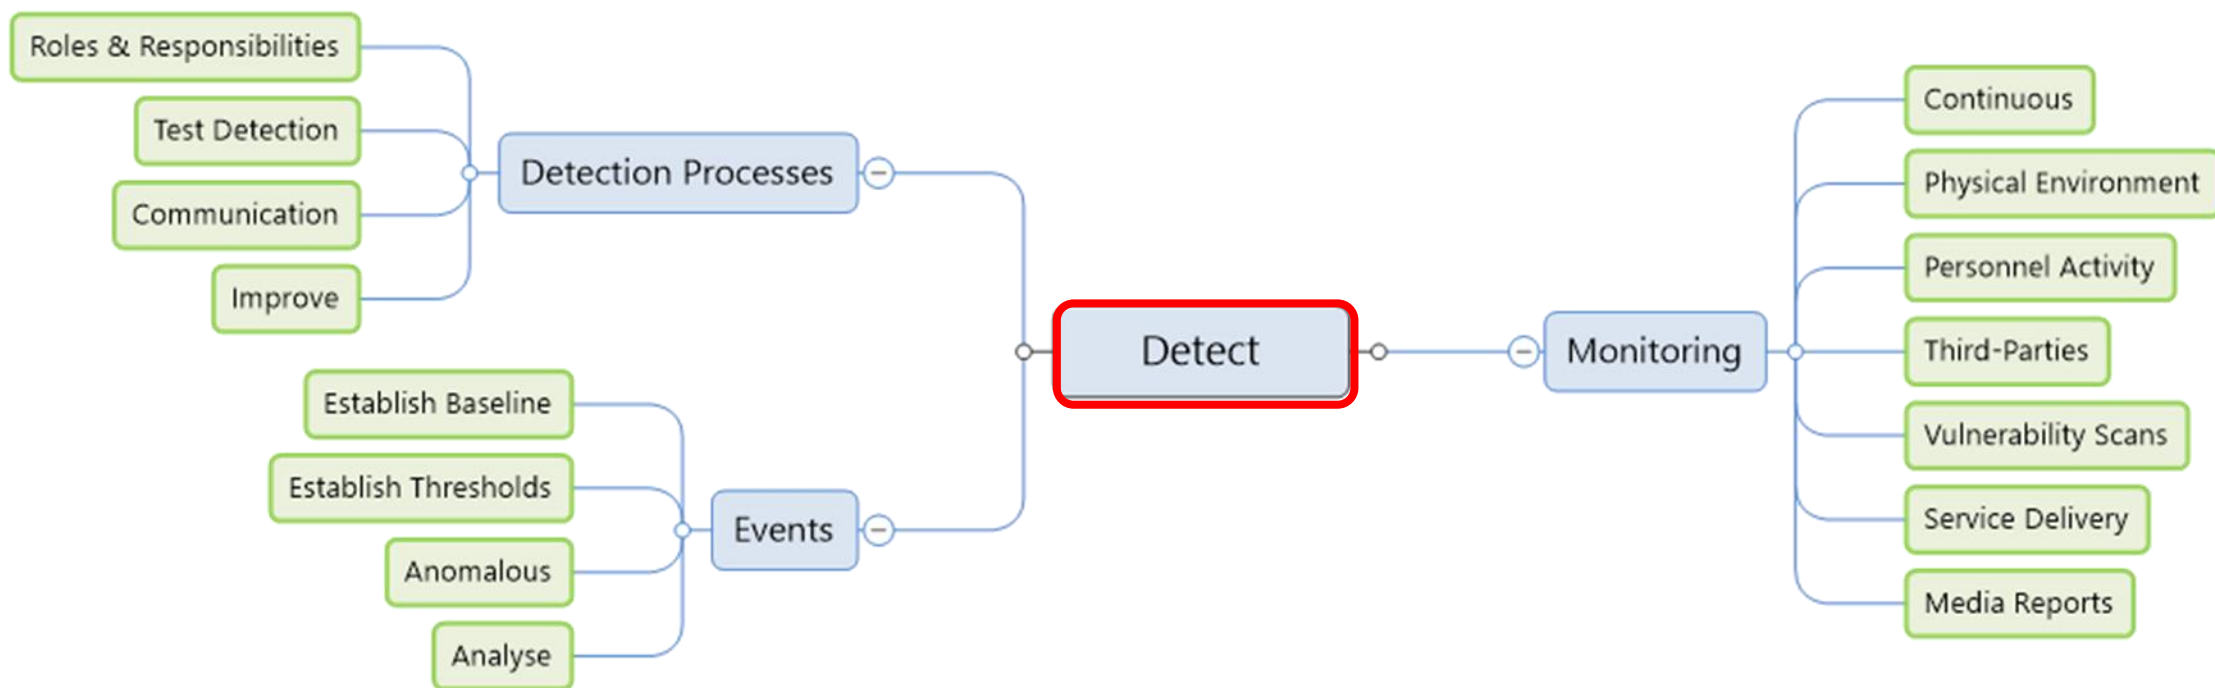 Roles & Responsibilities
Test Detection
Communication
Improve
Detection Processes
Establish Baseline
Establish Thresholds
Anomalous
Analyse
Events
Detect
Monitoring
Continuous
Physical Environment
Personnel Activity
Third-Parties
Vulnerability Scans
Service Delivery
Media Reports